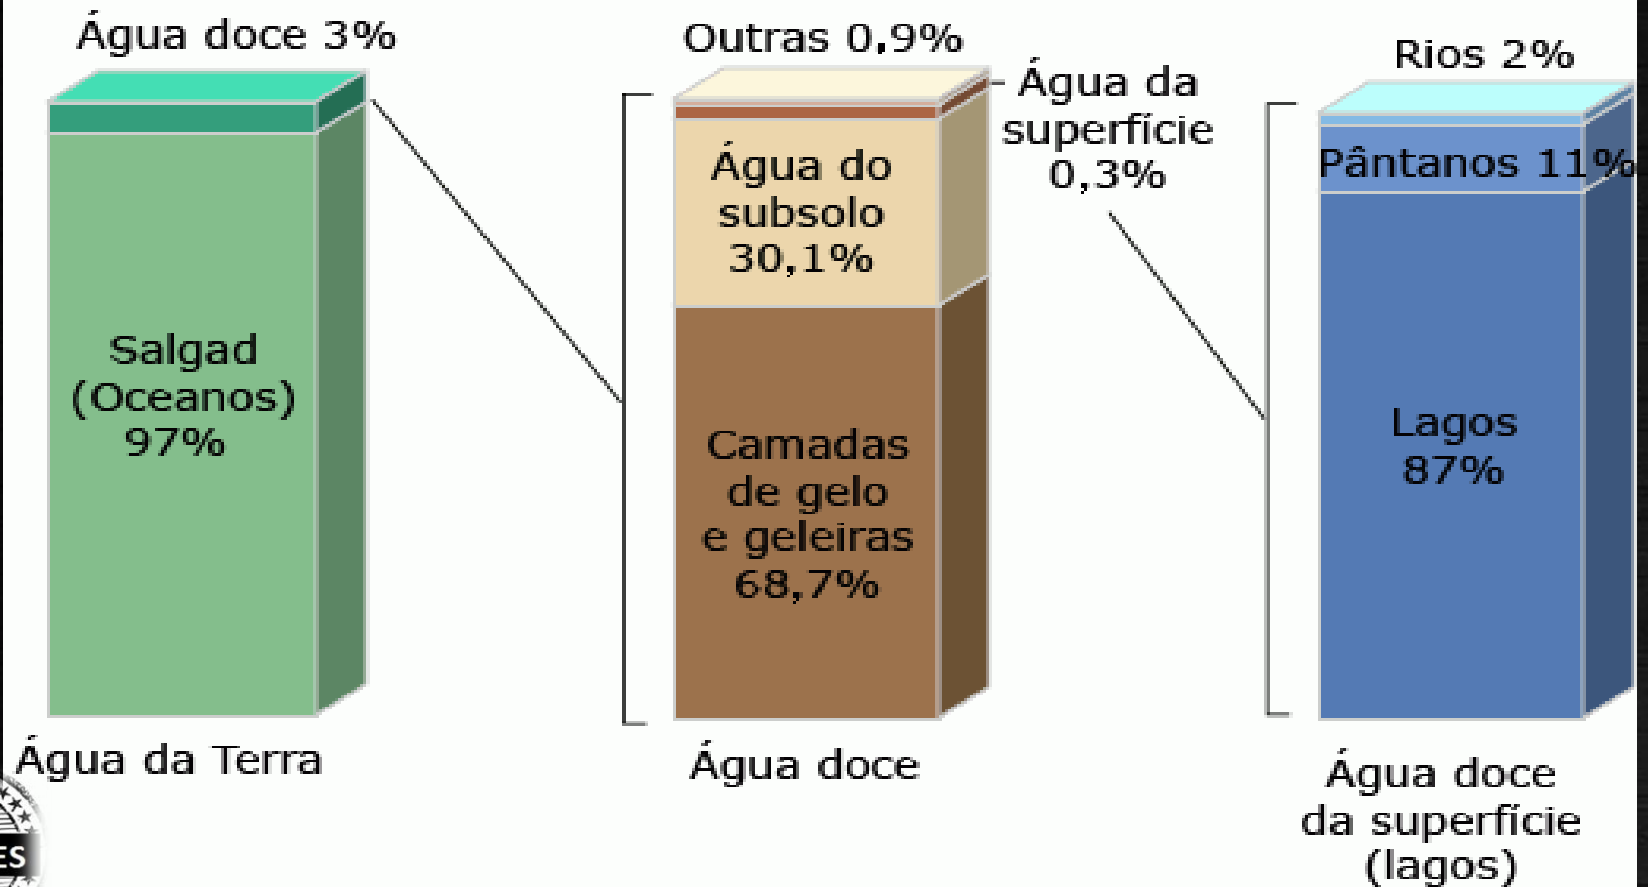 Água doce 3%
Salgad
(Oceanos)
97%
Água da Terra
Outras 0,9%
Água da
superfície
0,3%
Água do
subsolo
30,1%
Camadas
de gelo
e geleiras
68,7%
Água doce
Rios 2%
Pântanos 11%
Lagos
87%
Água doce
da superfície
(lagos)
ES